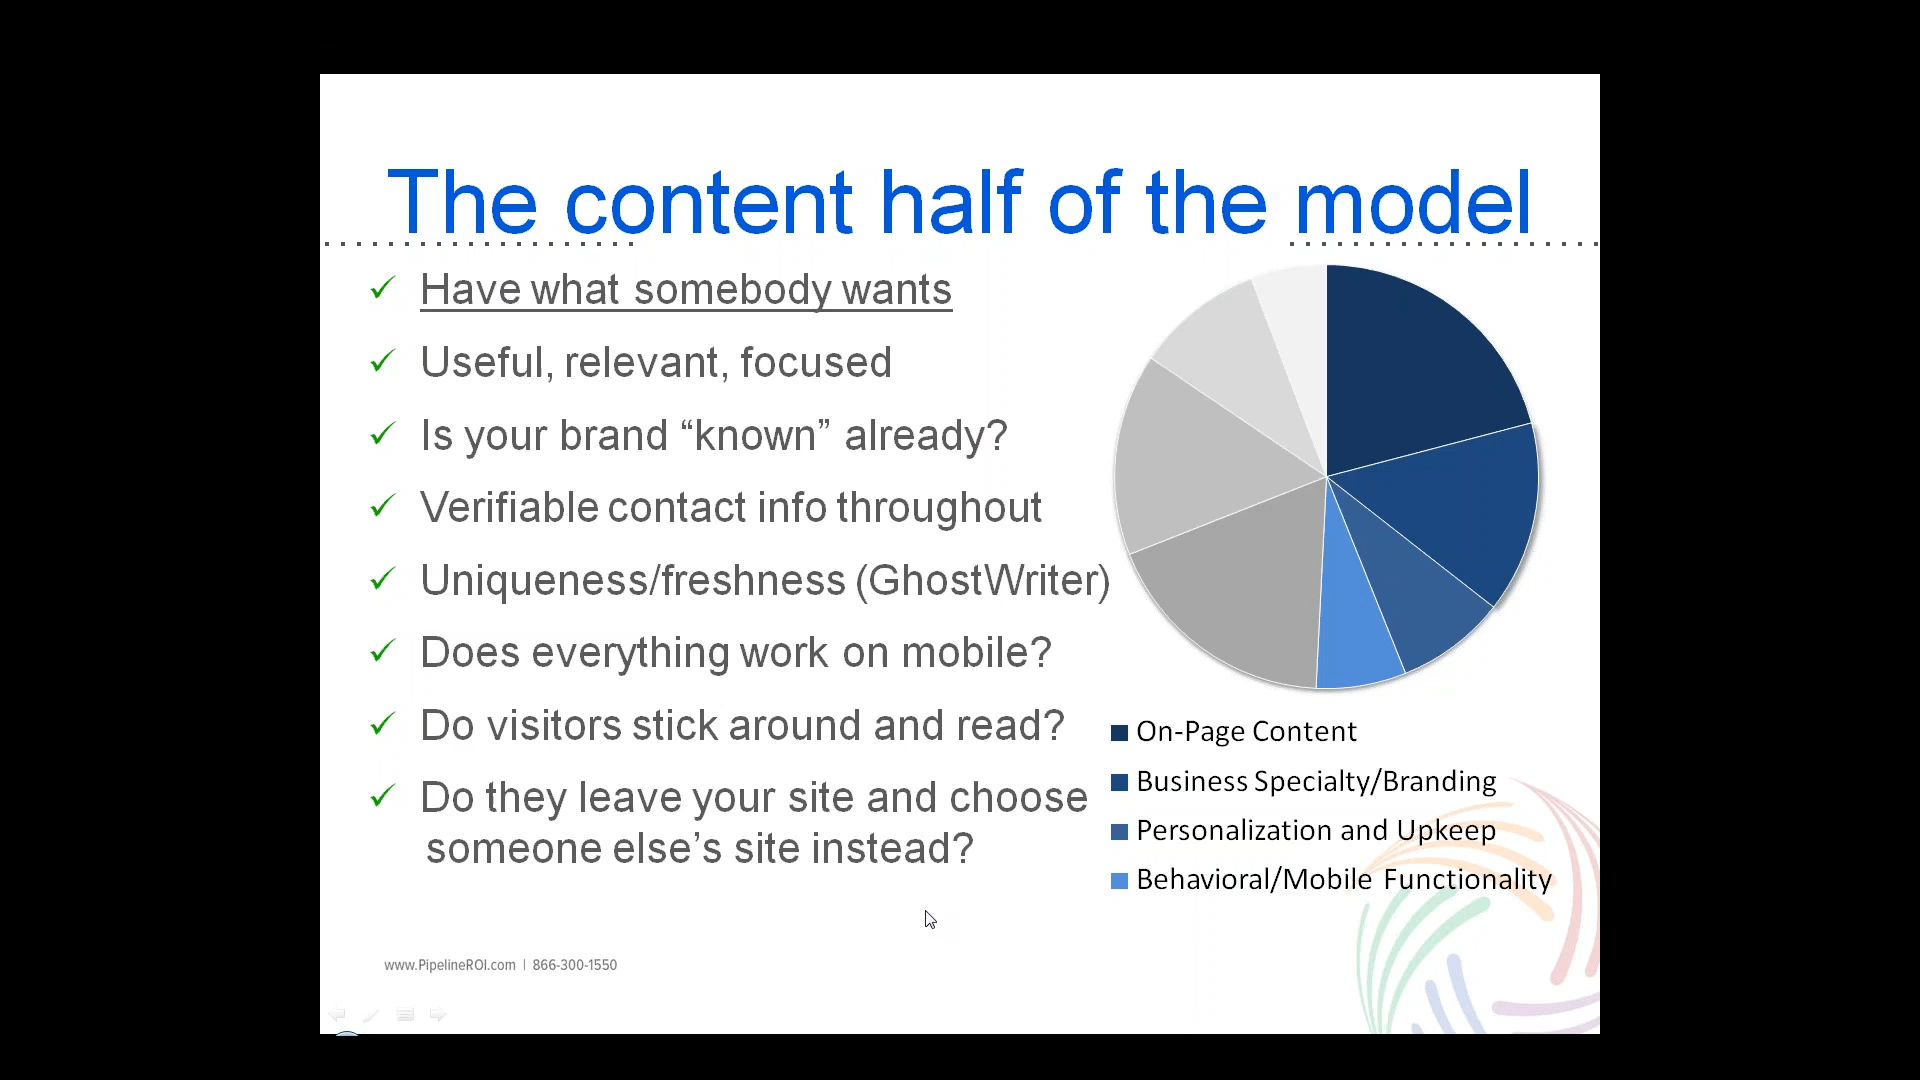 The content half of the model
Have what somebody wants
Useful, relevant, focused
Is your brand “known” already?
Verifiable contact info throughout
Uniqueness/freshness (GhostWriter)
Does everything work on mobile?
Do visitors stick around and read?
Do they leave your site and choose
someone else’s site instead?
On-Page Content
Business Specialty/Branding
Personalization and Upkeep
Behavioral/Mobile Functionality
www.PipelineROI.com | 866-300-1550